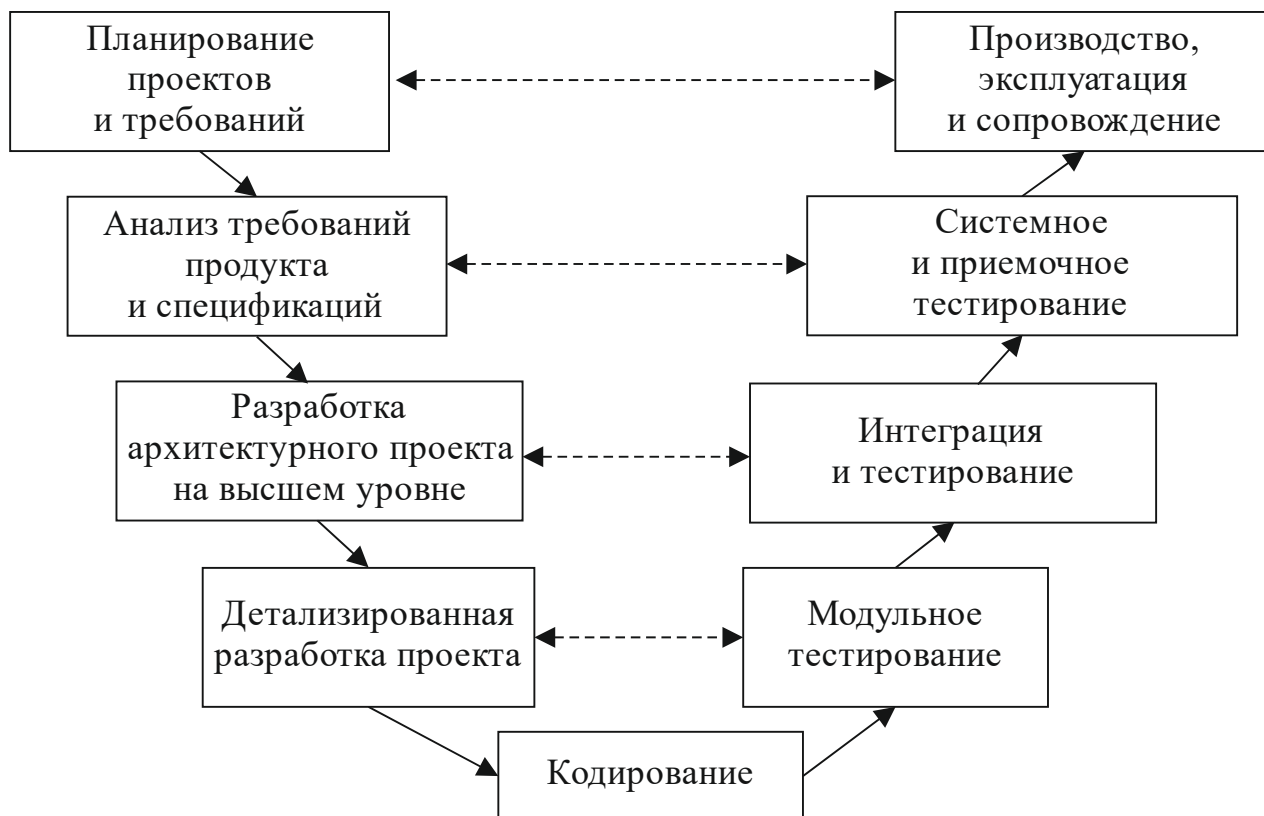 Планирование
проектов
и требований
Производство,
эксплуатация
и сопровождение
Анализ требований
продукта
и спецификаций
Системное
и приемочное
тестирование
Разработка
архитектурного проекта
на высшем уровне
Интеграция
и тестирование
Детализированная
разработка проекта
Модульное
тестирование
Кодирование